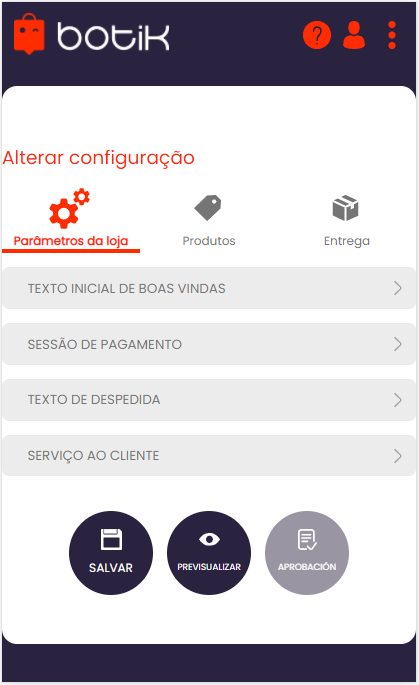 botik
Alterar configuração
Parâmetros da loja
Produtos
Entrega
TEXTO INICIAL DE BOAS VINDAS
SESSÃO DE PAGAMENTO
TEXTO DE DESPEDIDA
SERVIÇO AO CLIENTE
SALVAR
PREVISUALIZAR
APROBACIÓN